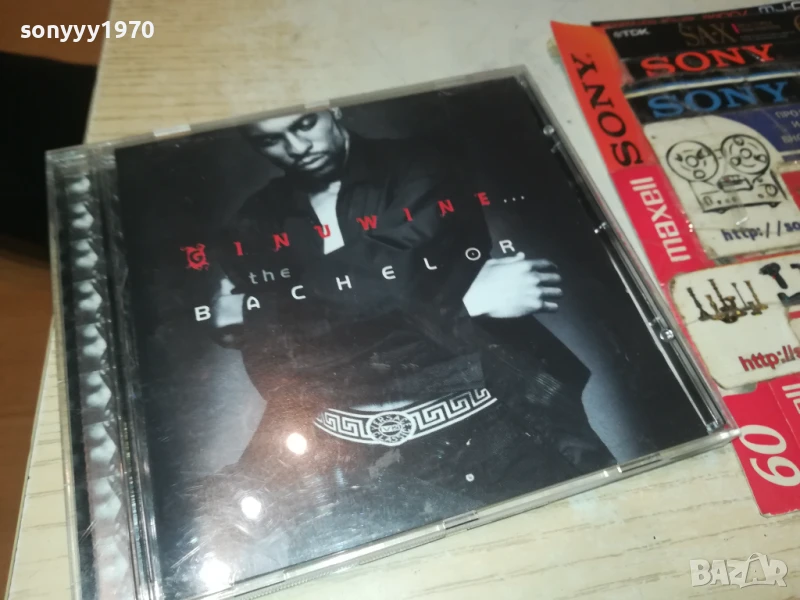 sonyyy1970
TDK
SA-X
SONY
SONY
SONY
maxell
http://so
http://s
60
GINUWINE...
the
BACHELOR
BAZAR